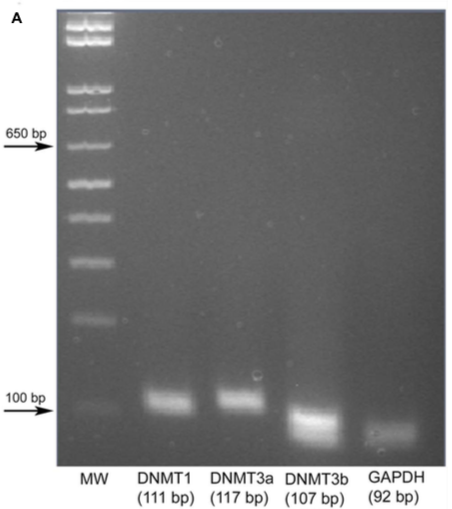 A
650 bp
100 bp
MW DNMT1 DNMT3a DNMT3b GAPDH
(111 bp) (117 bp) (107 bp) (92 bp)